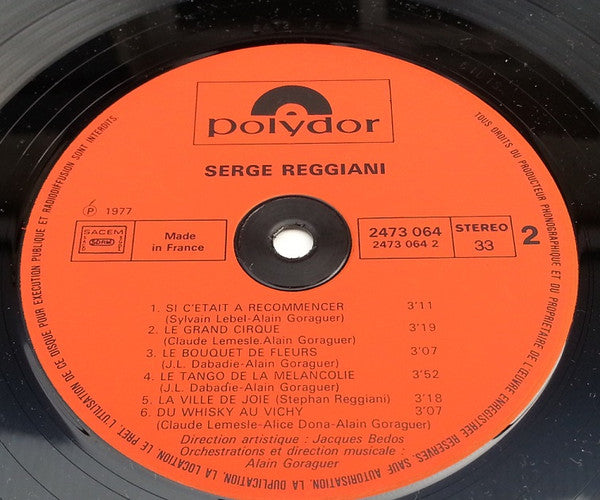 polydor
SERGE REGGIANI
℗ 1977
SACEM
SDRM
Made
in France
2473 064
2473 064 2
STEREO
33
2
1. SI C'ETAIT A RECOMMENCER 3'11
(Sylvain Lebel-Alain Goraguer)
2. LE GRAND CIRQUE 3'19
(Claude Lemesle.Alain Goraguer)
3. LE BOUQUET DE FLEURS 3'07
(J.L. Dabadie-Alain Goraguer)
4. LE TANGO DE LA MELANCOLIE 3'52
(J.L. Dabadie-Alain Goraguer)
5. LA VILLE DE JOIE (Stephan Reggiani) 3'18
6. DU WHISKY AU VICHY 3'07
(Claude Lemesle-Alice Dona-Alain Goraguer)
Direction artistique : Jacques Bedos
Orchestrations et direction musicale :
Alain Goraguer
TOUS DROITS DU PRODUCTEUR PHONOGRAPHIQUE ET DU PROPRIETAIRE DE L'ŒUVRE ENREGISTREE RESERVES. SAUF AUTORISATION, LA DUPLICATION, LA LOCATION, LE PRET, L'UTILISATION DE CE DISQUE POUR EXECUTION PUBLIQUE ET RADIODIFFUSION SONT INTERDITS.